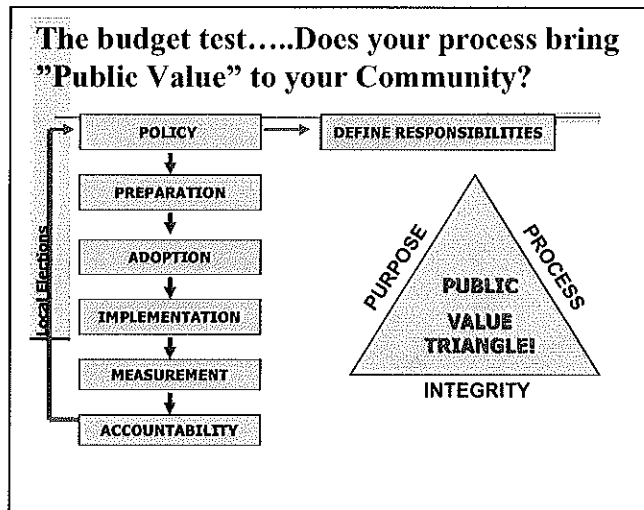 The budget test.....Does your process bring
”Public Value” to your Community?
POLICY
DEFINE RESPONSIBILITIES
PREPARATION
ADOPTION
IMPLEMENTATION
MEASUREMENT
ACCOUNTABILITY
Local Elections
PURPOSE
PROCESS
PUBLIC
VALUE
TRIANGLE!
INTEGRITY